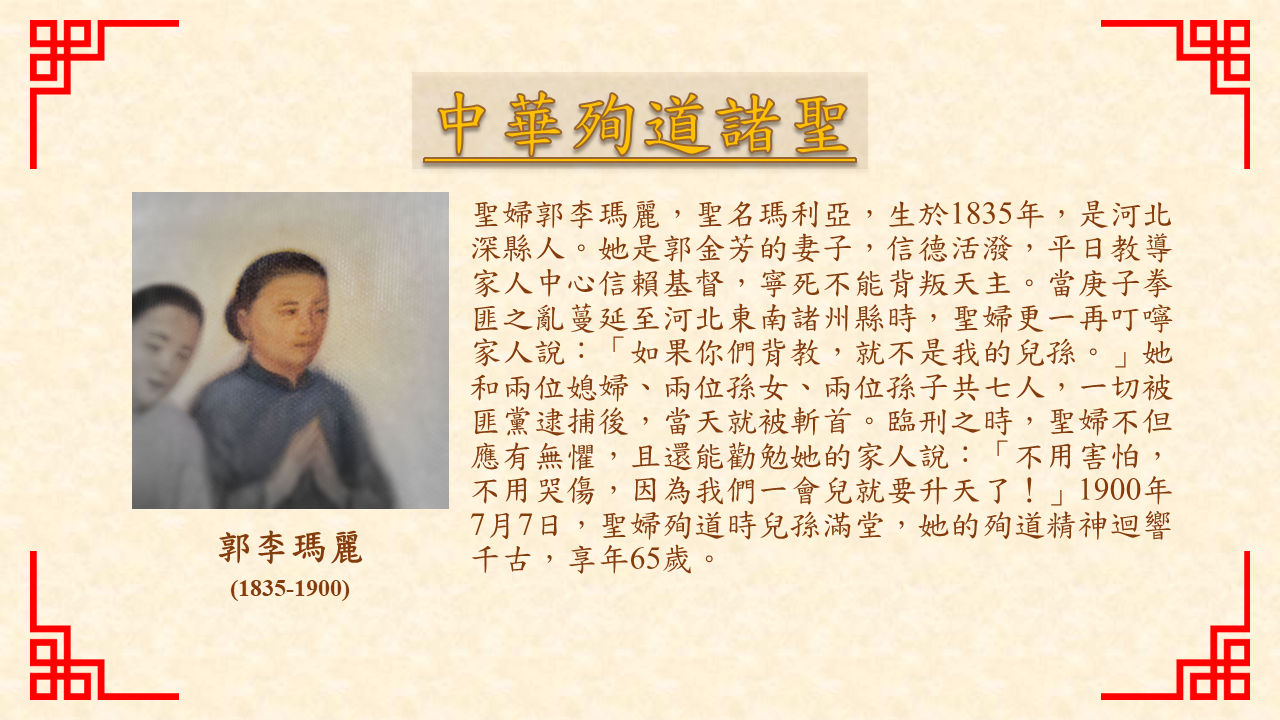 中華殉道諸聖
聖婦郭李瑪麗，聖名瑪利亞，生於1835年，是河北
深縣人。她是郭金芳的妻子，信德活潑，平日教導
家人中心信賴基督，寧死不能背叛天主。當庚子拳
匪之亂蔓延至河北東南諸州縣時，聖婦更一再叮嚀
家人說：「如果你們背教，就不是我的兒孫。」她
和兩位媳婦、兩位孫女、兩位孫子共七人，一切被
匪黨逮捕後，當天就被斬首。臨刑之時，聖婦不但
應有無懼，且還能勸勉她的家人說：「不用害怕，
不用哭傷，因為我們一會兒就要升天了！」1900年
7月7日，聖婦殉道時兒孫滿堂，她的殉道精神迴響
千古，享年65歲。
郭李瑪麗
(1835-1900)